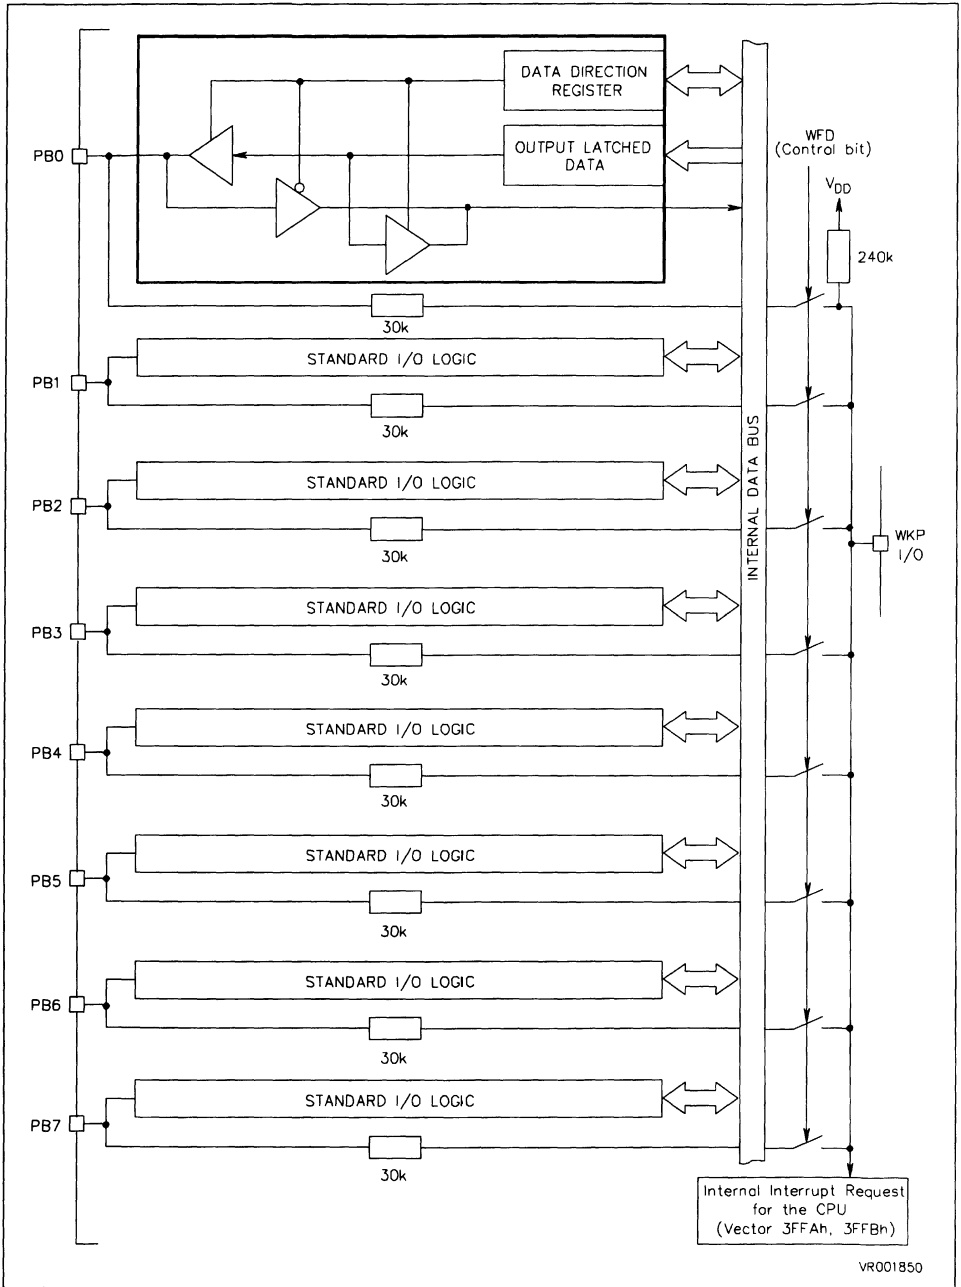 DATA DIRECTION
REGISTER
PB0
OUTPUT LATCHED
DATA
WFD
(Control bit)
VDD
240k
30k
STANDARD I/O LOGIC
PB1
30k
STANDARD I/O LOGIC
PB2
30k
INTERNAL DATA BUS
WKP
I/O
STANDARD I/O LOGIC
PB3
30k
STANDARD I/O LOGIC
PB4
30k
STANDARD I/O LOGIC
PB5
30k
STANDARD I/O LOGIC
PB6
30k
STANDARD I/O LOGIC
PB7
30k
Internal Interrupt Request
for the CPU
(Vector 3FFAh, 3FFBh)
VR001850